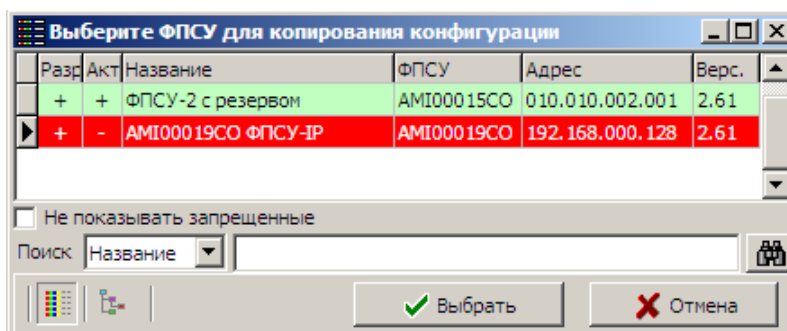 Выберите ФПСУ для копирования конфигурации
Разр Акт Название ФПСУ Адрес Верс.
+ + ФПСУ-2 с резервом AMI00015CO 010.010.002.001 2.61
+ - AMI00019CO ФПСУ-IP AMI00019CO 192.168.000.128 2.61
Не показывать запрещенные
Поиск Название
Выбрать Отмена